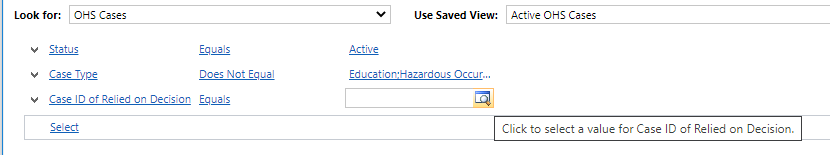 Look for: OHS Cases Use Saved View: Active OHS Cases
Status Equals Active
Case Type Does Not Equal Education;Hazardous Occur...
Case ID of Relied on Decision Equals
Select
Click to select a value for Case ID of Relied on Decision.